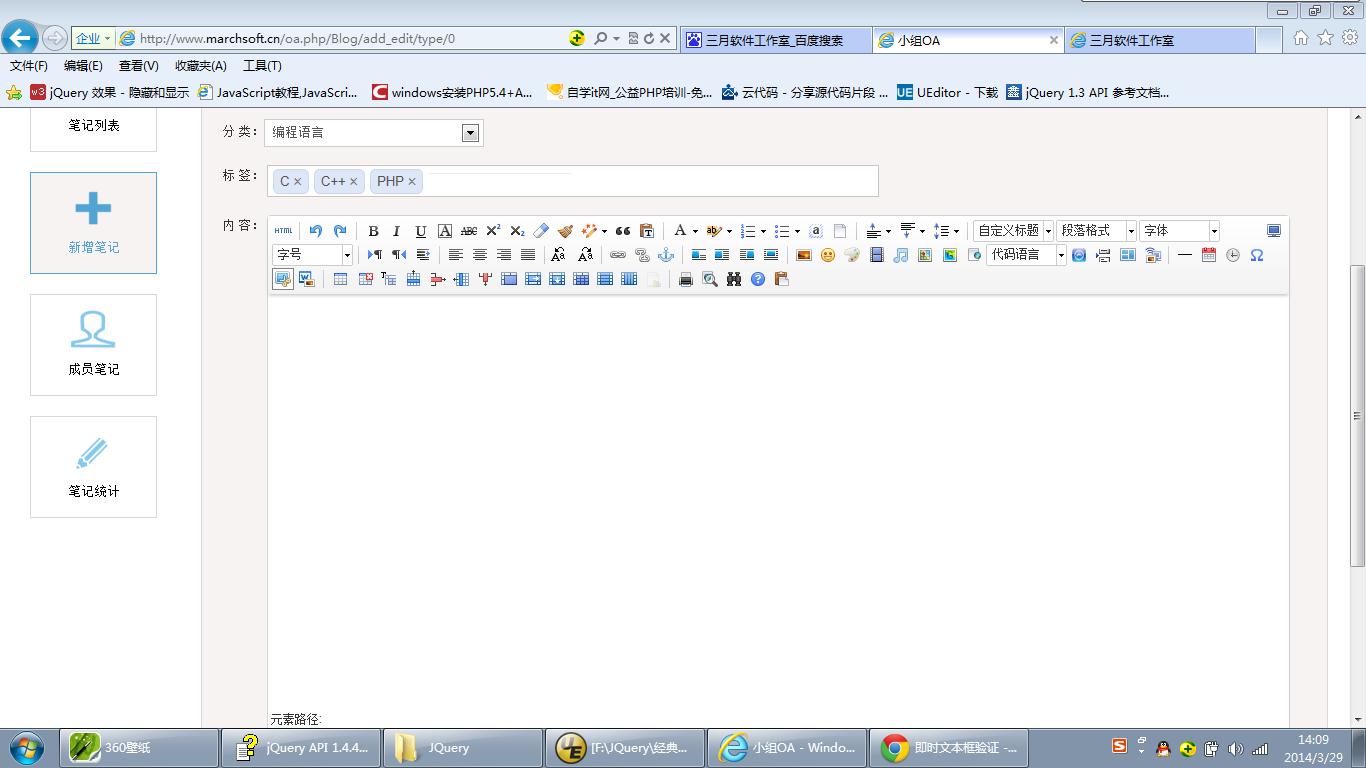 企业 http://www.marchsoft.cn/oa.php/Blog/add_edit/type/0 三月软件工作室_百度搜索 小组OA 三月软件工作室
文件(F) 编辑(E) 查看(V) 收藏夹(A) 工具(T)
w3 jQuery 效果 - 隐藏和显示 JavaScript教程,JavaScri... windows安装PHP5.4+A... 自学it网_公益PHP培训-免... 云代码 - 分享源代码片段 ... UE UEditor - 下载 鑫 jQuery 1.3 API 参考文档...
笔记列表
新增笔记
成员笔记
笔记统计
分 类: 编程语言
标 签: C × C++ × PHP ×
内 容:
HTML B I U A ABC X² X₂ A ab 自定义标题 段落格式 字体
字号 代码语言 Ω
元素路径:
360壁纸 jQuery API 1.4.4... JQuery [F:\JQuery\经典... 小组OA - Windo... 即时文本框验证 -...
14:09
2014/3/29